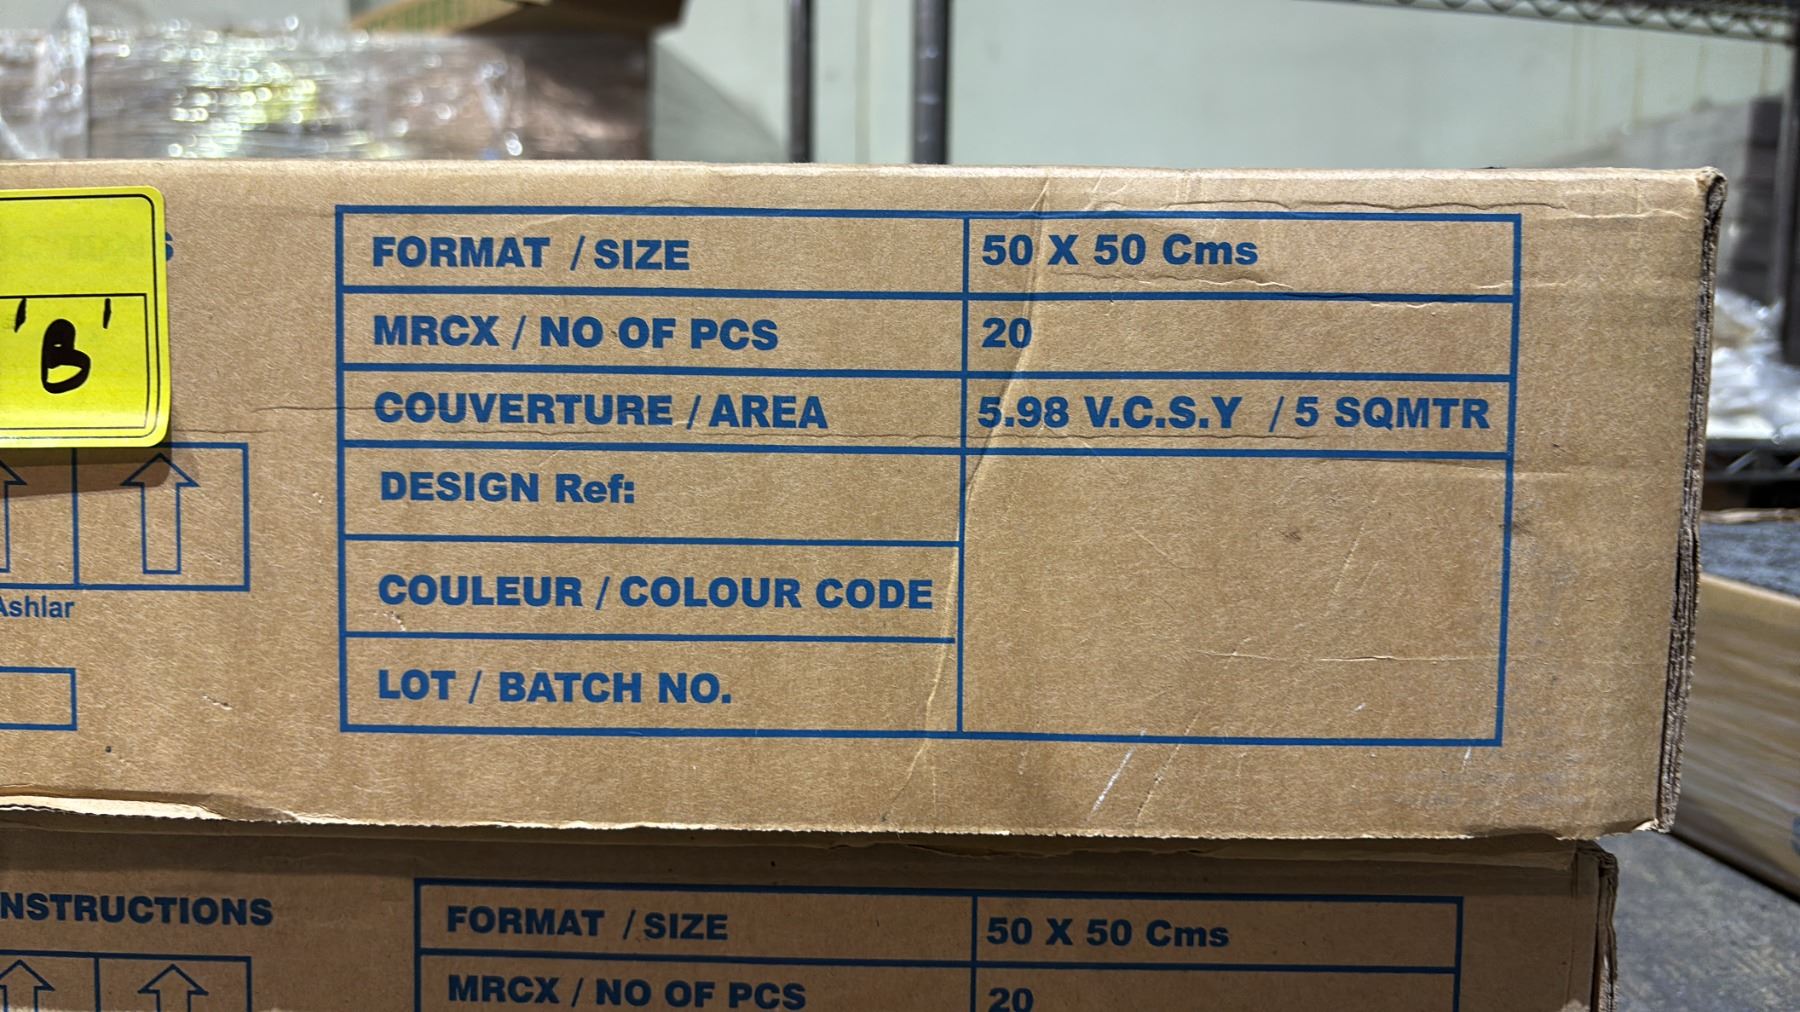 'B'
Ashlar
FORMAT / SIZE 50 X 50 Cms
MRCX / NO OF PCS 20
COUVERTURE / AREA 5.98 V.C.S.Y / 5 SQMTR
DESIGN Ref:
COULEUR / COLOUR CODE
LOT / BATCH NO.
NSTRUCTIONS
FORMAT / SIZE 50 X 50 Cms
MRCX / NO OF PCS 20